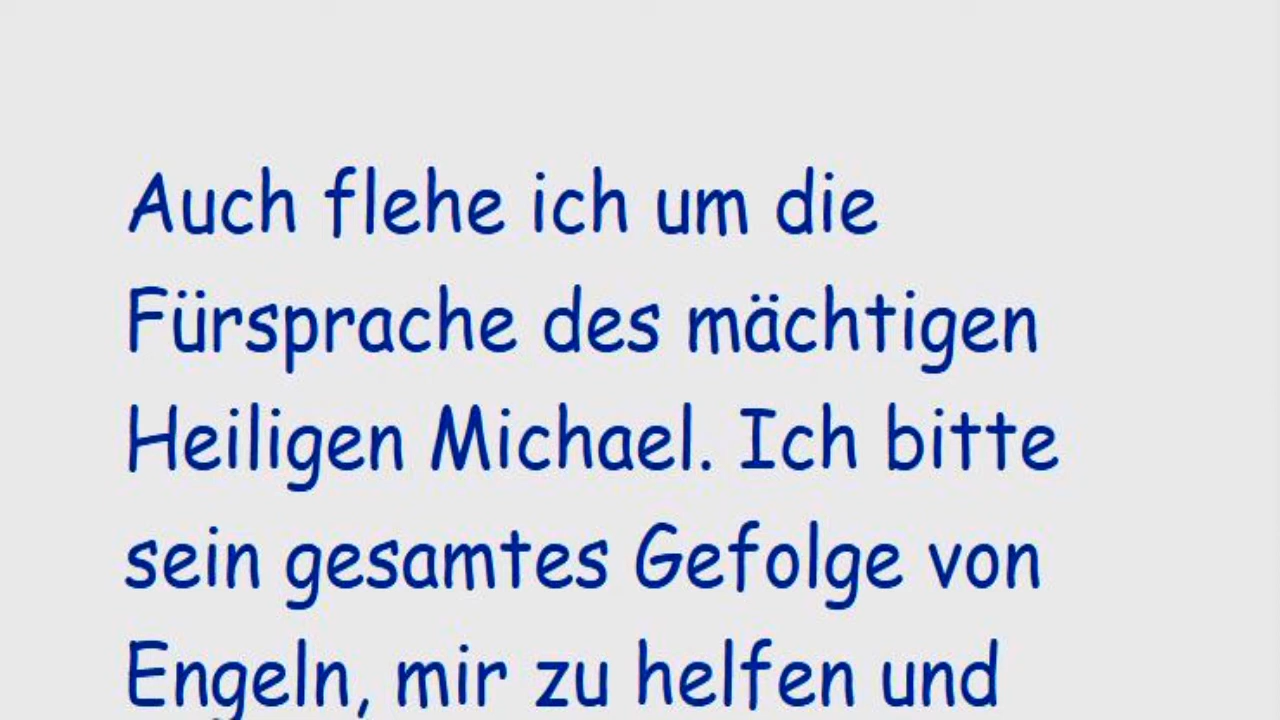 Auch flehe ich um die
Fürsprache des mächtigen
Heiligen Michael. Ich bitte
sein gesamtes Gefolge von
Engeln, mir zu helfen und